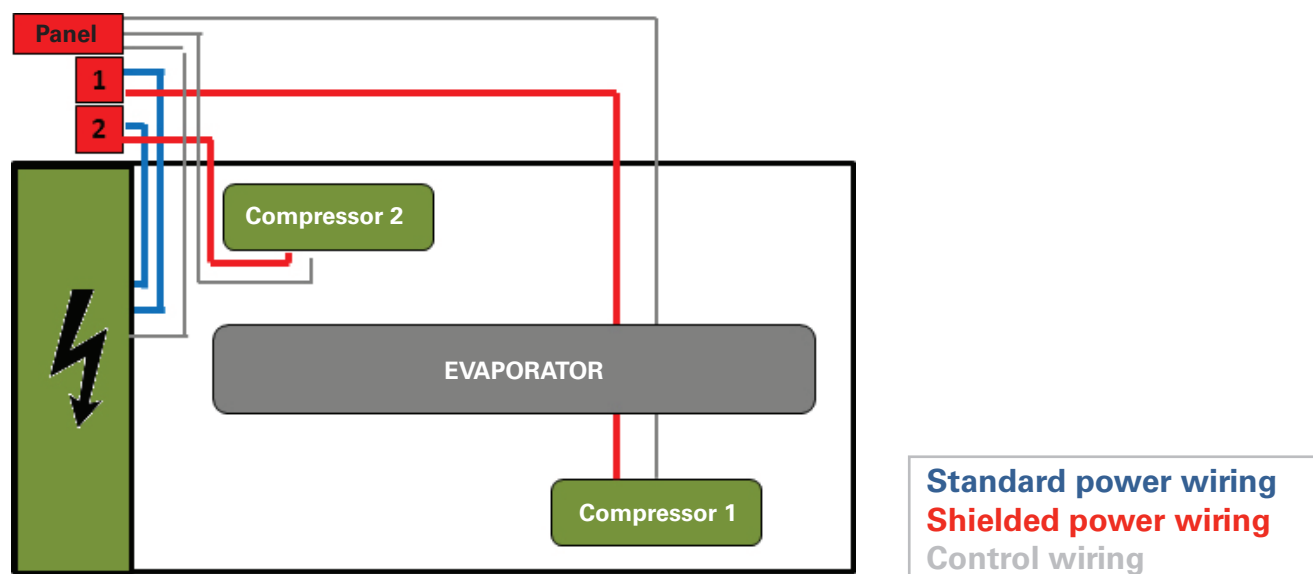 Panel
1
2
Compressor 2
EVAPORATOR
Compressor 1
Standard power wiring
Shielded power wiring
Control wiring